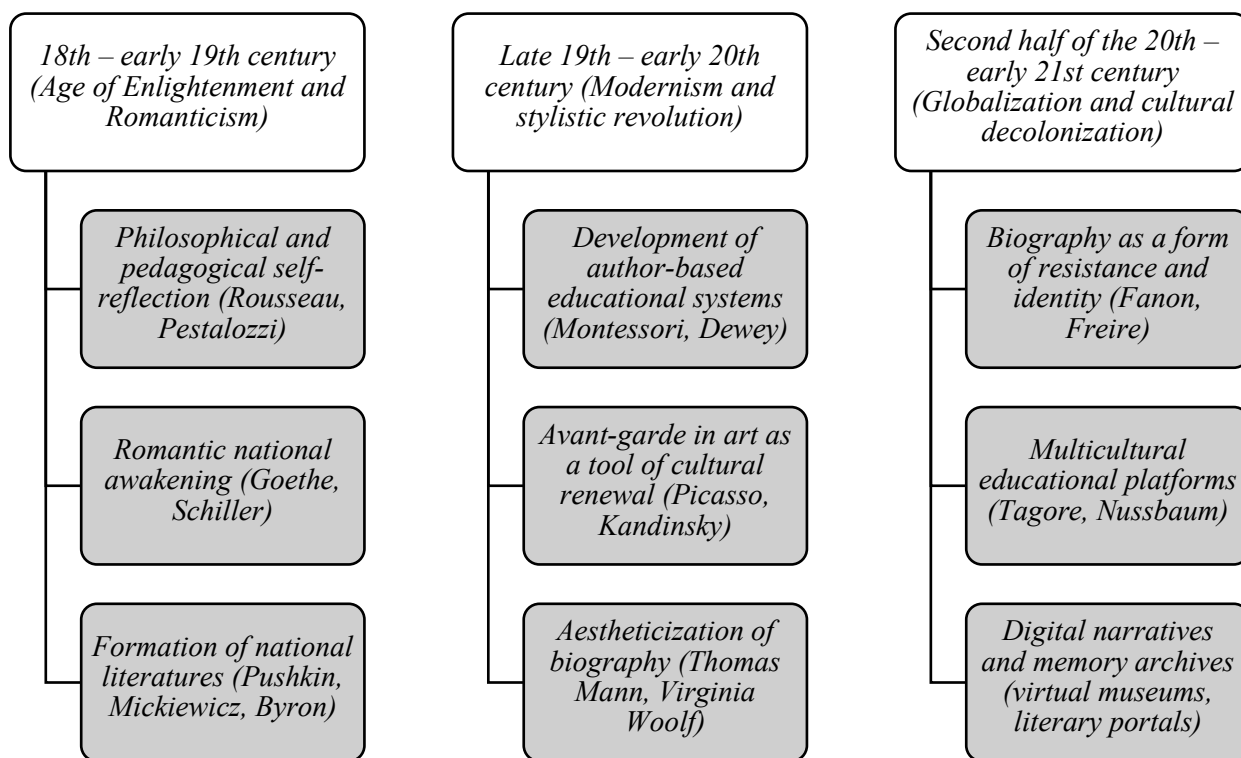 18th – early 19th century
(Age of Enlightenment and
Romanticism)
Philosophical and
pedagogical self-
reflection (Rousseau,
Pestalozzi)
Romantic national
awakening (Goethe,
Schiller)
Formation of national
literatures (Pushkin,
Mickiewicz, Byron)
Late 19th – early 20th
century (Modernism and
stylistic revolution)
Development of
author-based
educational systems
(Montessori, Dewey)
Avant-garde in art as
a tool of cultural
renewal (Picasso,
Kandinsky)
Aestheticization of
biography (Thomas
Mann, Virginia
Woolf)
Second half of the 20th –
early 21st century
(Globalization and cultural
decolonization)
Biography as a form
of resistance and
identity (Fanon,
Freire)
Multicultural
educational platforms
(Tagore, Nussbaum)
Digital narratives
and memory archives
(virtual museums,
literary portals)